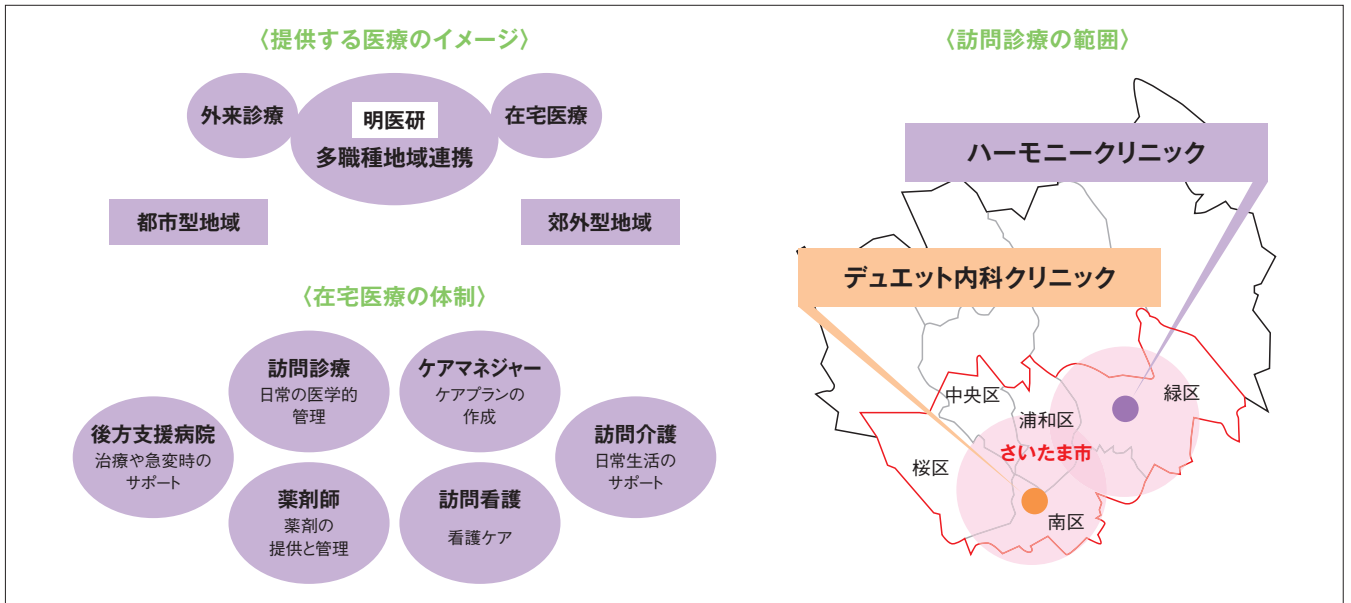 〈提供する医療のイメージ〉
外来診療
明医研
多職種地域連携
在宅医療
都市型地域
郊外型地域
〈在宅医療の体制〉
訪問診療
日常の医学的
管理
ケアマネジャー
ケアプランの
作成
後方支援病院
治療や急変時の
サポート
訪問介護
日常生活の
サポート
薬剤師
薬剤の
提供と管理
訪問看護
看護ケア
〈訪問診療の範囲〉
ハーモニークリニック
デュエット内科クリニック
中央区
浦和区
緑区
さいたま市
桜区
南区